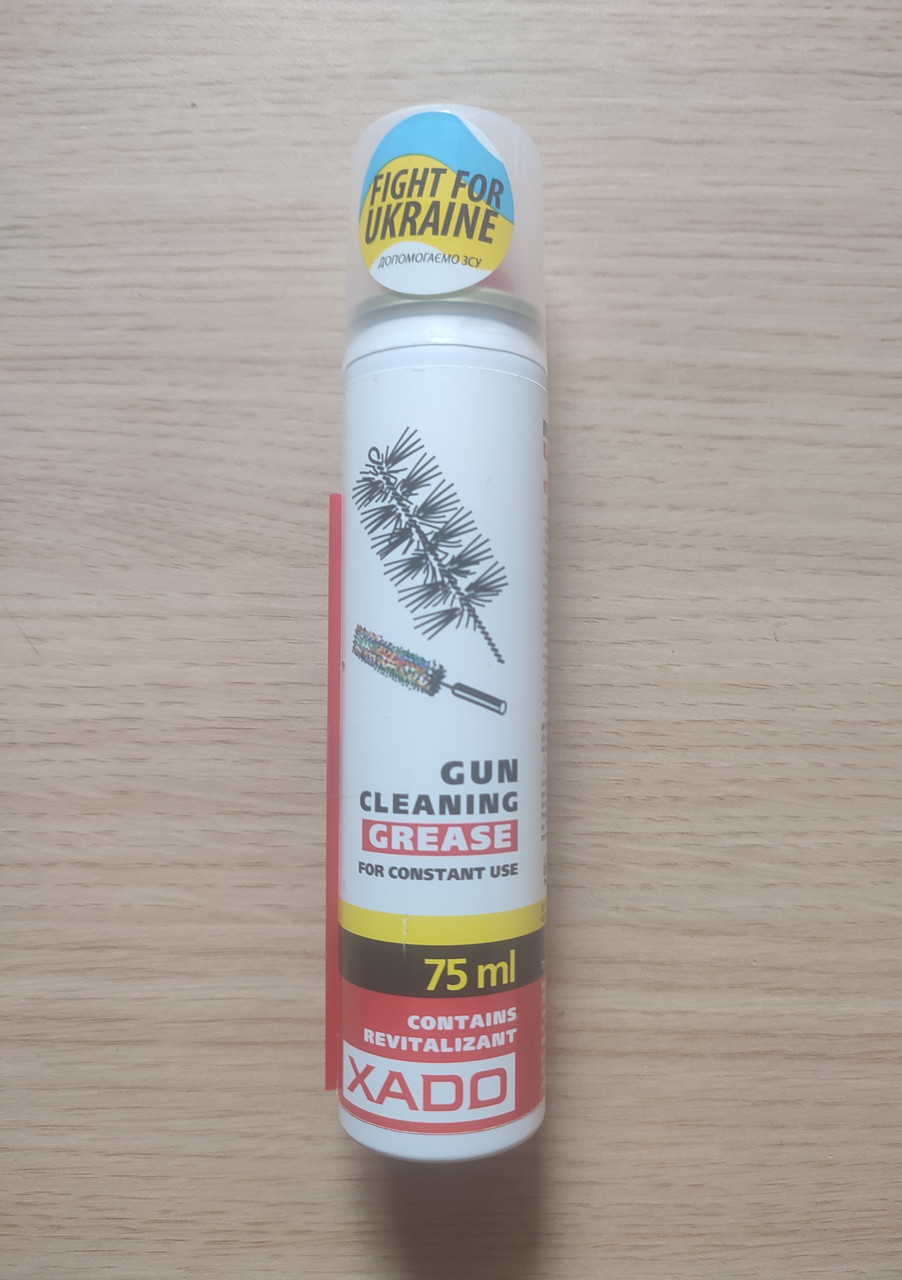 FIGHT FOR
UKRAINE
ДОПОМОГАЄМО ЗСУ
GUN
CLEANING
GREASE
FOR CONSTANT USE
75 ml
CONTAINS
REVITALIZANT
XADO